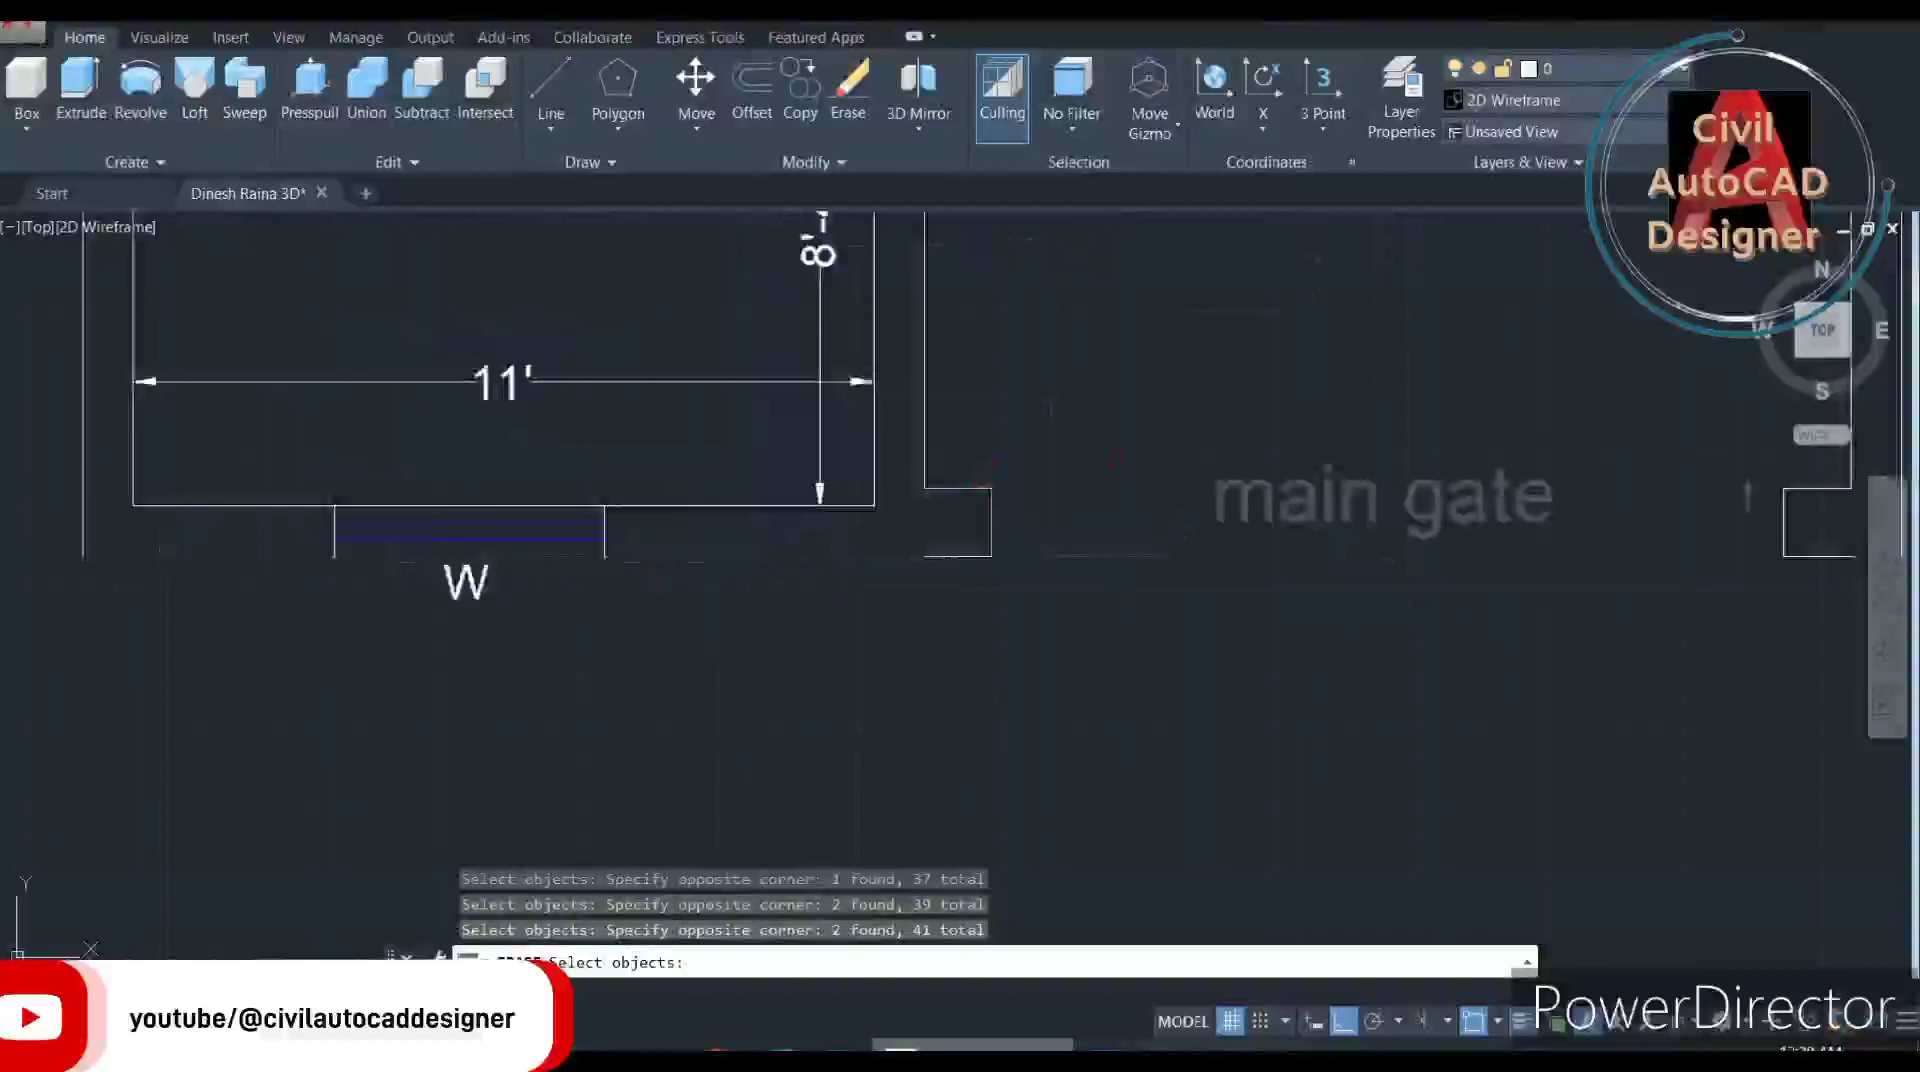 Home Visualize Insert View Manage Output Add-ins Collaborate Express Tools Featured Apps
Box Extrude Revolve Loft Sweep Presspull Union Subtract Intersect Line Polygon Move Offset Copy Erase 3D Mirror Culling No Filter Move Gizmo World X 3 Point Layer Properties
0
2D Wireframe
Unsaved View
Create Edit Draw Modify Selection Coordinates Layers & View
Civil
AutoCAD
Designer
Start Dinesh Raina 3D*
[−][Top][2D Wireframe]
N
W TOP E
S
11'
main gate
W
Y
X
Select objects: Specify opposite corner: 1 found, 37 total
Select objects: Specify opposite corner: 2 found, 39 total
Select objects: Specify opposite corner: 2 found, 41 total
Select objects:
youtube/@civilautocaddesigner
MODEL
PowerDirector